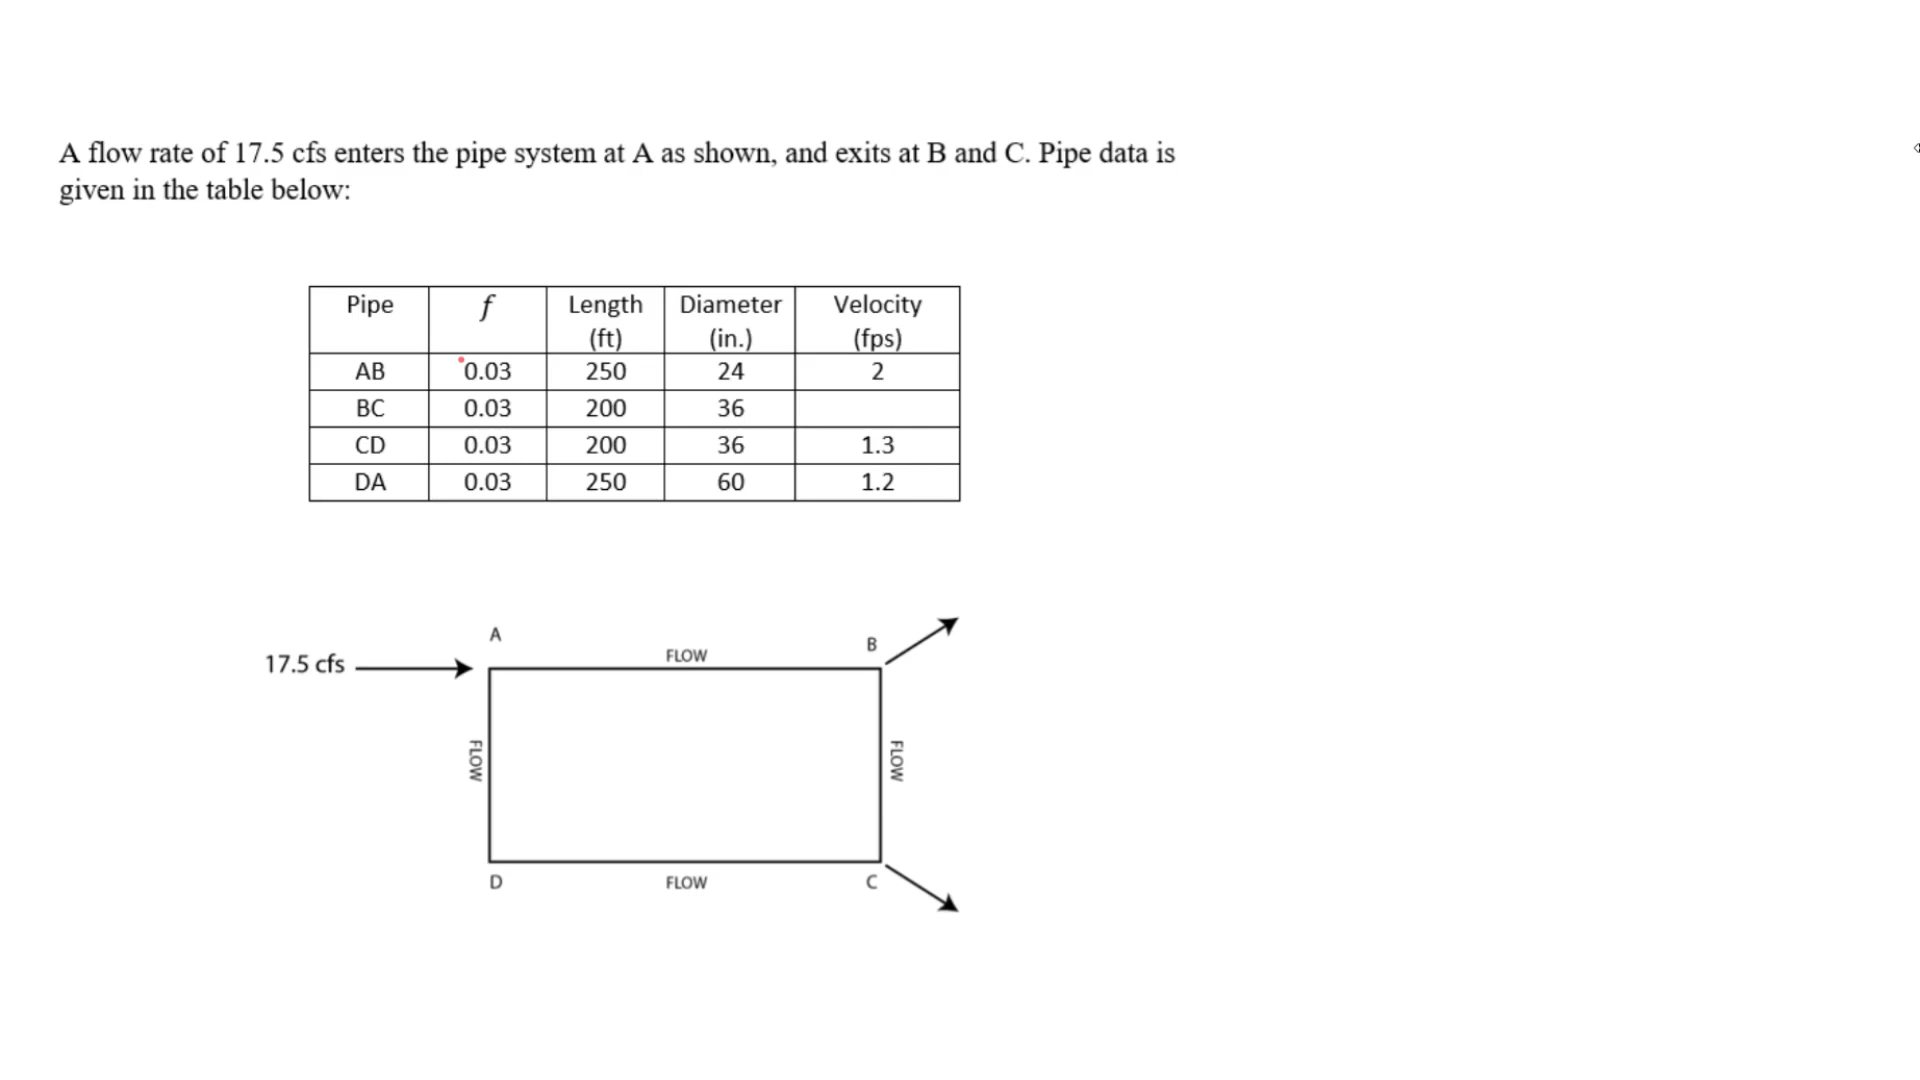 A flow rate of 17.5 cfs enters the pipe system at A as shown, and exits at B and C. Pipe data is
given in the table below:
Pipe f Length (ft) Diameter (in.) Velocity (fps)
AB 0.03 250 24 2
BC 0.03 200 36
CD 0.03 200 36 1.3
DA 0.03 250 60 1.2
A
B
17.5 cfs
FLOW
FLOW
FLOW
D
FLOW
C